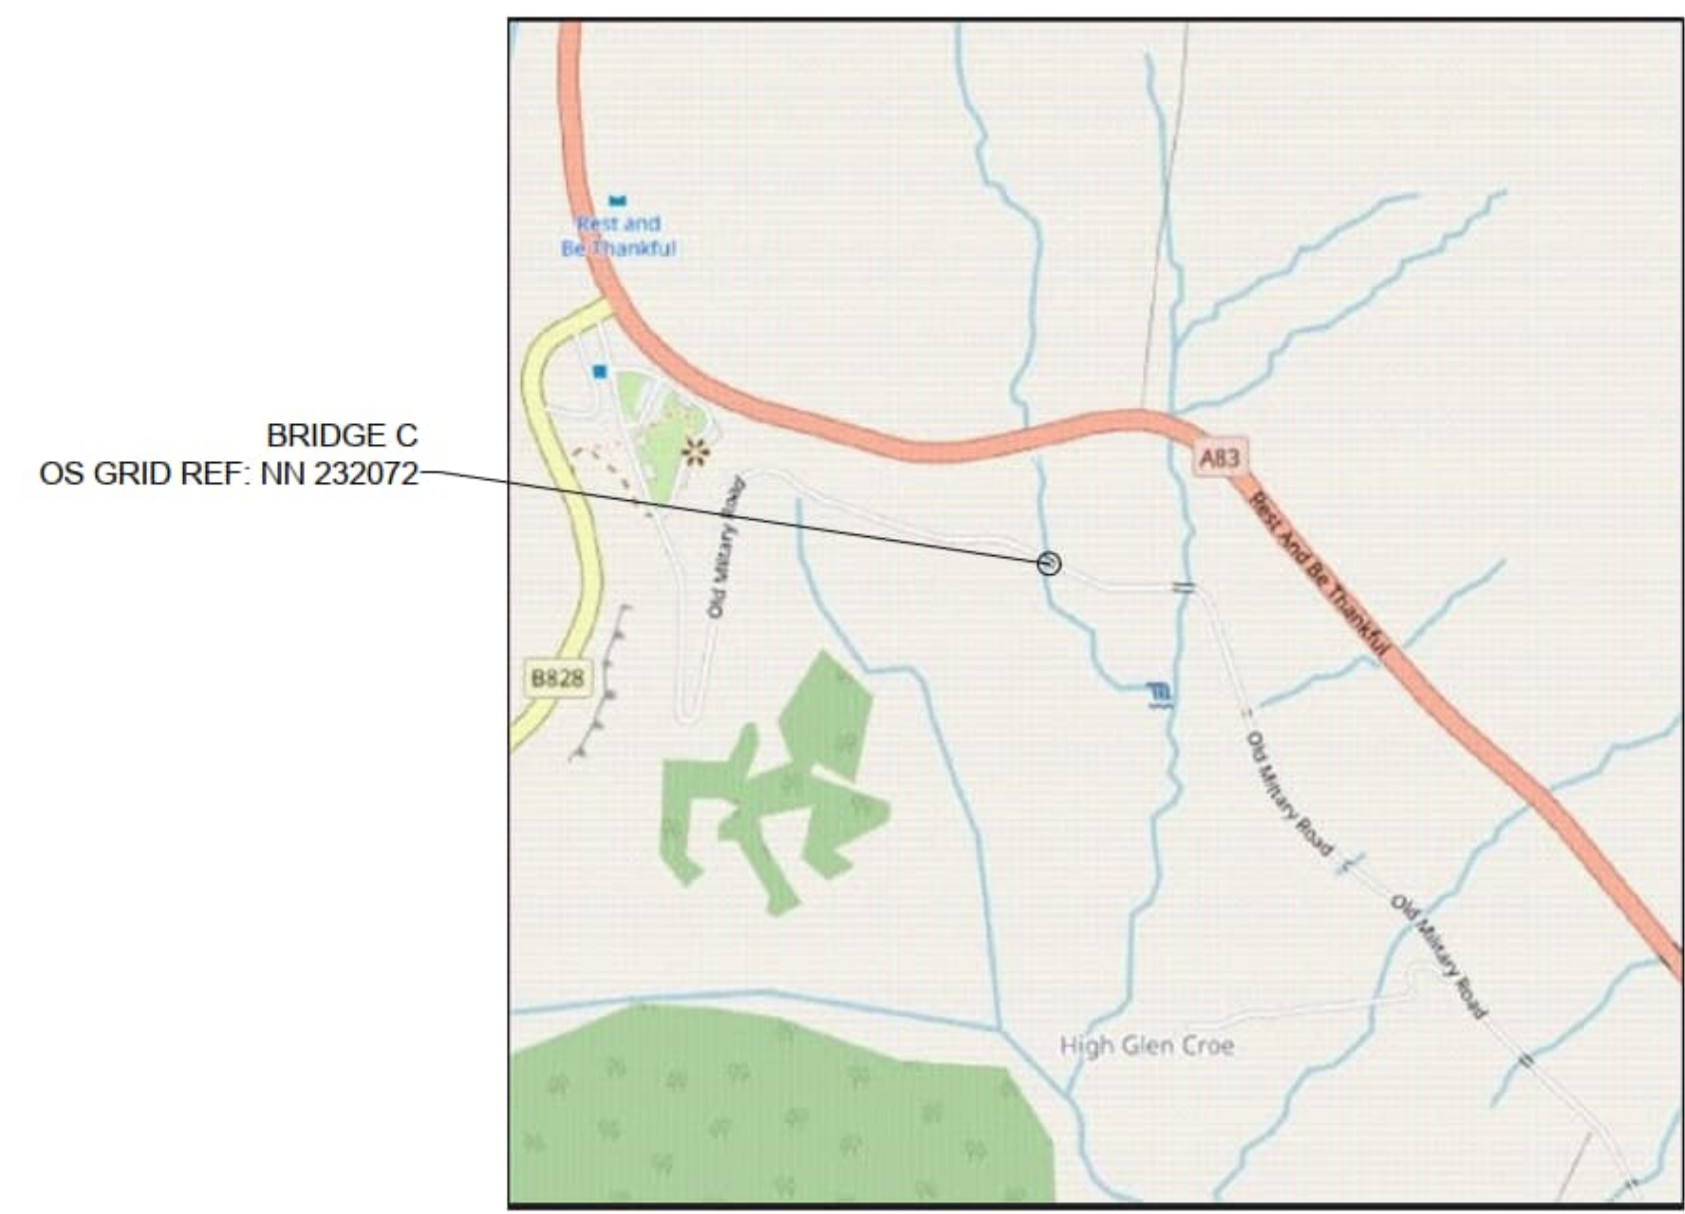 Rest and
Be Thankful
BRIDGE C
OS GRID REF: NN 232072
A83
Rest And Be Thankful
Old Military Road
B828
Old Military Road
Old Military Road
High Glen Croe